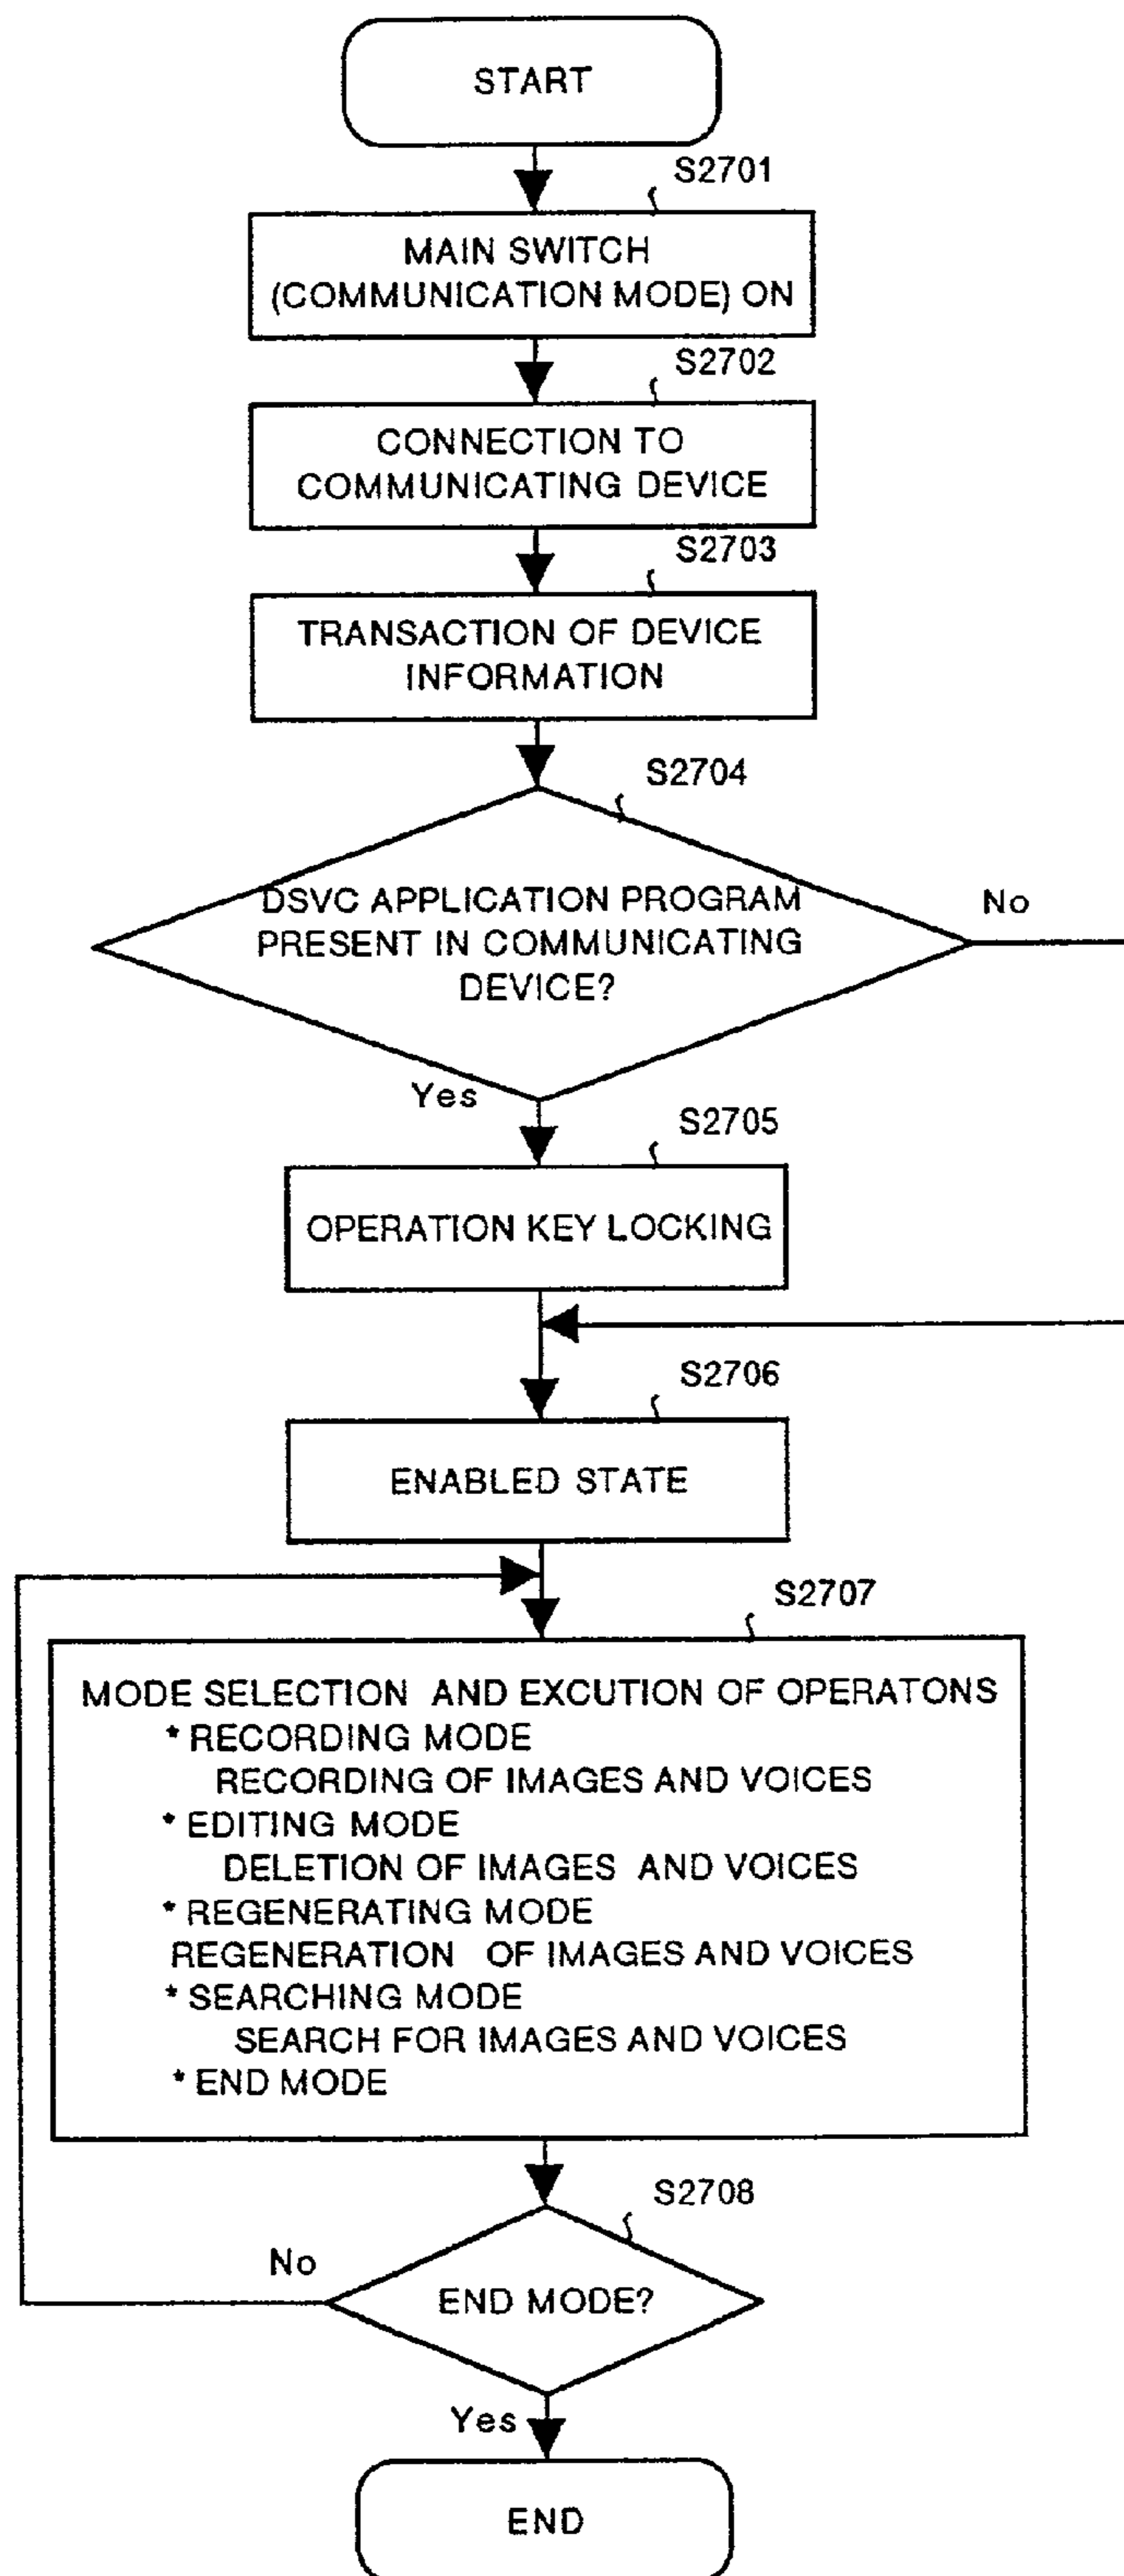 START
S2701
MAIN SWITCH
(COMMUNICATION MODE) ON
S2702
CONNECTION TO
COMMUNICATING DEVICE
S2703
TRANSACTION OF DEVICE
INFORMATION
S2704
DSVC APPLICATION PROGRAM
PRESENT IN COMMUNICATING
DEVICE?
No
Yes
S2705
OPERATION KEY LOCKING
S2706
ENABLED STATE
S2707
MODE SELECTION AND EXCUTION OF OPERATONS
* RECORDING MODE
RECORDING OF IMAGES AND VOICES
* EDITING MODE
DELETION OF IMAGES AND VOICES
* REGENERATING MODE
REGENERATION OF IMAGES AND VOICES
* SEARCHING MODE
SEARCH FOR IMAGES AND VOICES
* END MODE
S2708
No
END MODE?
Yes
END